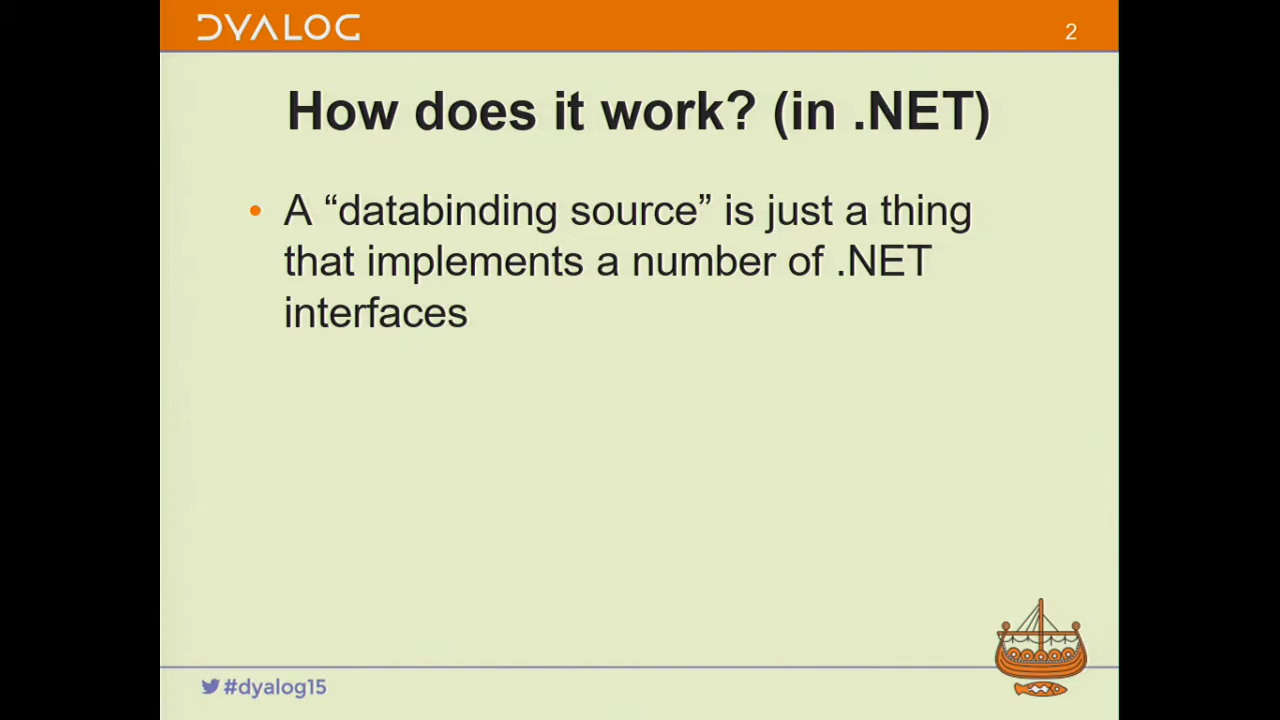 DYALOG
2
How does it work? (in .NET)
• A “databinding source” is just a thing
that implements a number of .NET
interfaces
#dyalog15